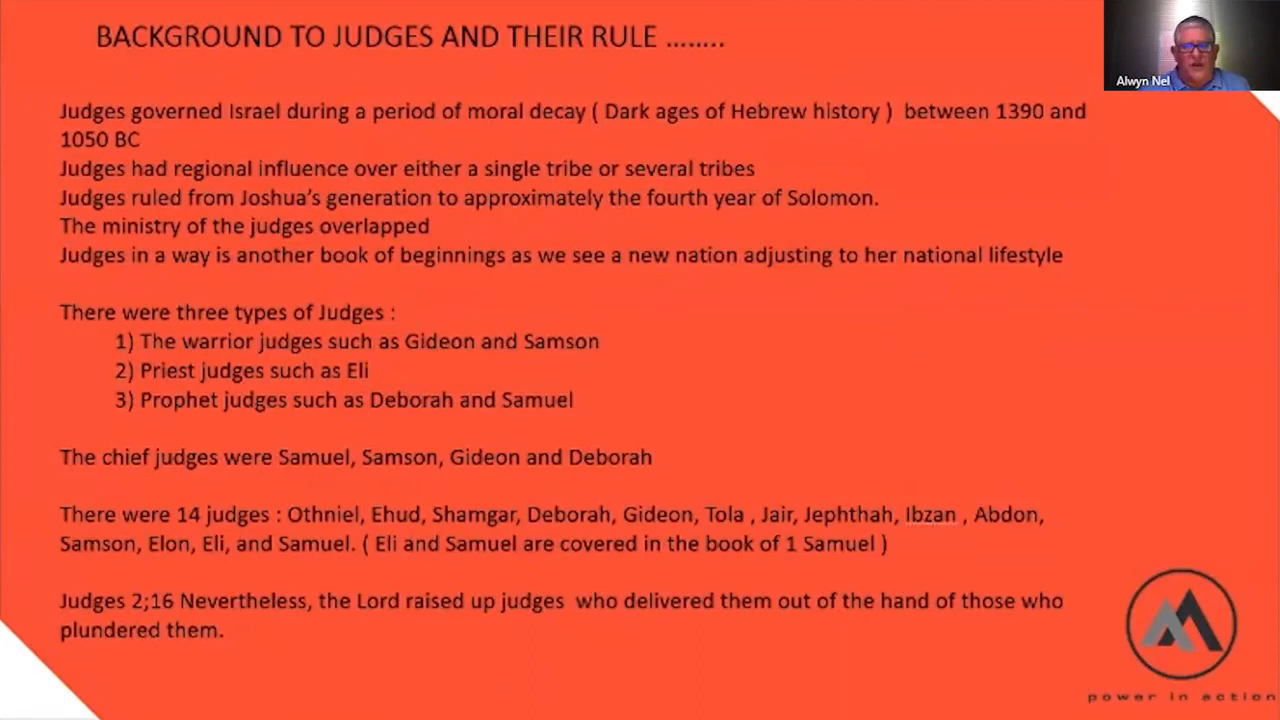 BACKGROUND TO JUDGES AND THEIR RULE ........
Alwyn Nel
Judges governed Israel during a period of moral decay ( Dark ages of Hebrew history )  between 1390 and
1050 BC
Judges had regional influence over either a single tribe or several tribes
Judges ruled from Joshua's generation to approximately the fourth year of Solomon.
The ministry of the judges overlapped
Judges in a way is another book of beginnings as we see a new nation adjusting to her national lifestyle
There were three types of Judges :
1) The warrior judges such as Gideon and Samson
2) Priest judges such as Eli
3) Prophet judges such as Deborah and Samuel
The chief judges were Samuel, Samson, Gideon and Deborah
There were 14 judges : Othniel, Ehud, Shamgar, Deborah, Gideon, Tola , Jair, Jephthah, Ibzan , Abdon,
Samson, Elon, Eli, and Samuel. ( Eli and Samuel are covered in the book of 1 Samuel )
Judges 2;16 Nevertheless, the Lord raised up judges  who delivered them out of the hand of those who
plundered them.
power in action